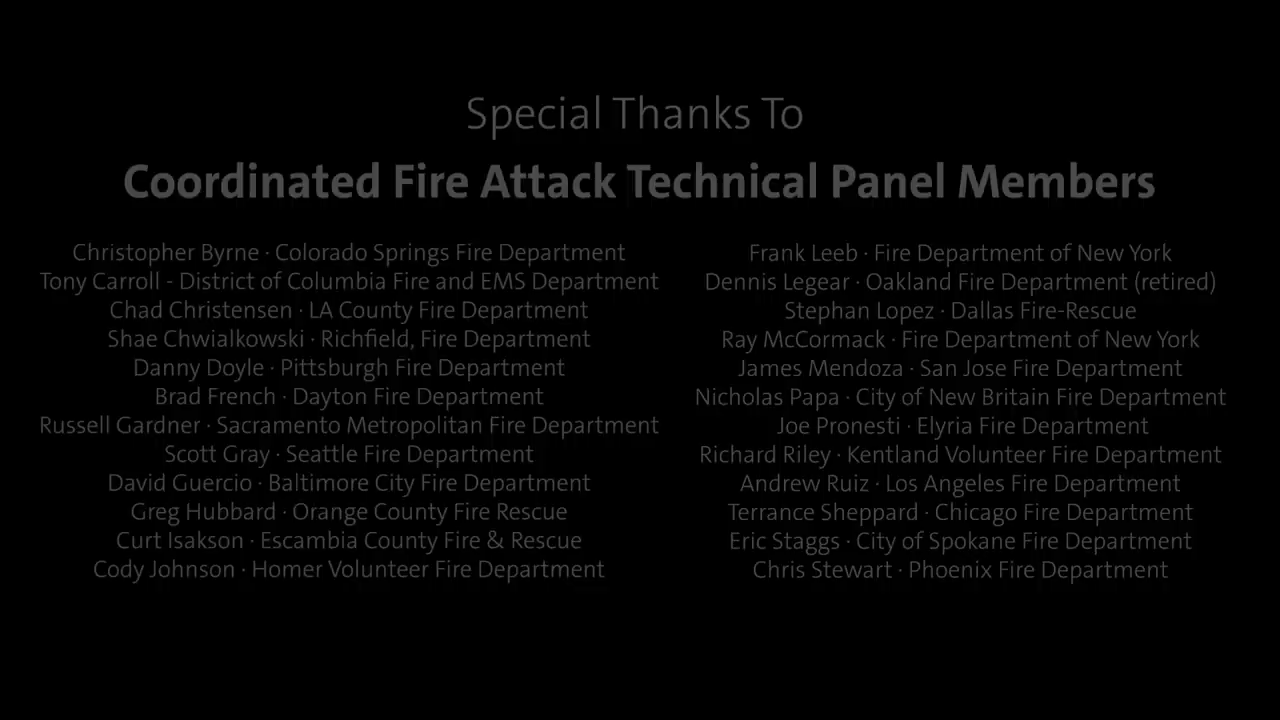 Special Thanks To
Coordinated Fire Attack Technical Panel Members
Christopher Byrne · Colorado Springs Fire Department
Tony Carroll - District of Columbia Fire and EMS Department
Chad Christensen · LA County Fire Department
Shae Chwialkowski · Richfield, Fire Department
Danny Doyle · Pittsburgh Fire Department
Brad French · Dayton Fire Department
Russell Gardner · Sacramento Metropolitan Fire Department
Scott Gray · Seattle Fire Department
David Guercio · Baltimore City Fire Department
Greg Hubbard · Orange County Fire Rescue
Curt Isakson · Escambia County Fire & Rescue
Cody Johnson · Homer Volunteer Fire Department
Frank Leeb · Fire Department of New York
Dennis Legear · Oakland Fire Department (retired)
Stephan Lopez · Dallas Fire-Rescue
Ray McCormack · Fire Department of New York
James Mendoza · San Jose Fire Department
Nicholas Papa · City of New Britain Fire Department
Joe Pronesti · Elyria Fire Department
Richard Riley · Kentland Volunteer Fire Department
Andrew Ruiz · Los Angeles Fire Department
Terrance Sheppard · Chicago Fire Department
Eric Staggs · City of Spokane Fire Department
Chris Stewart · Phoenix Fire Department